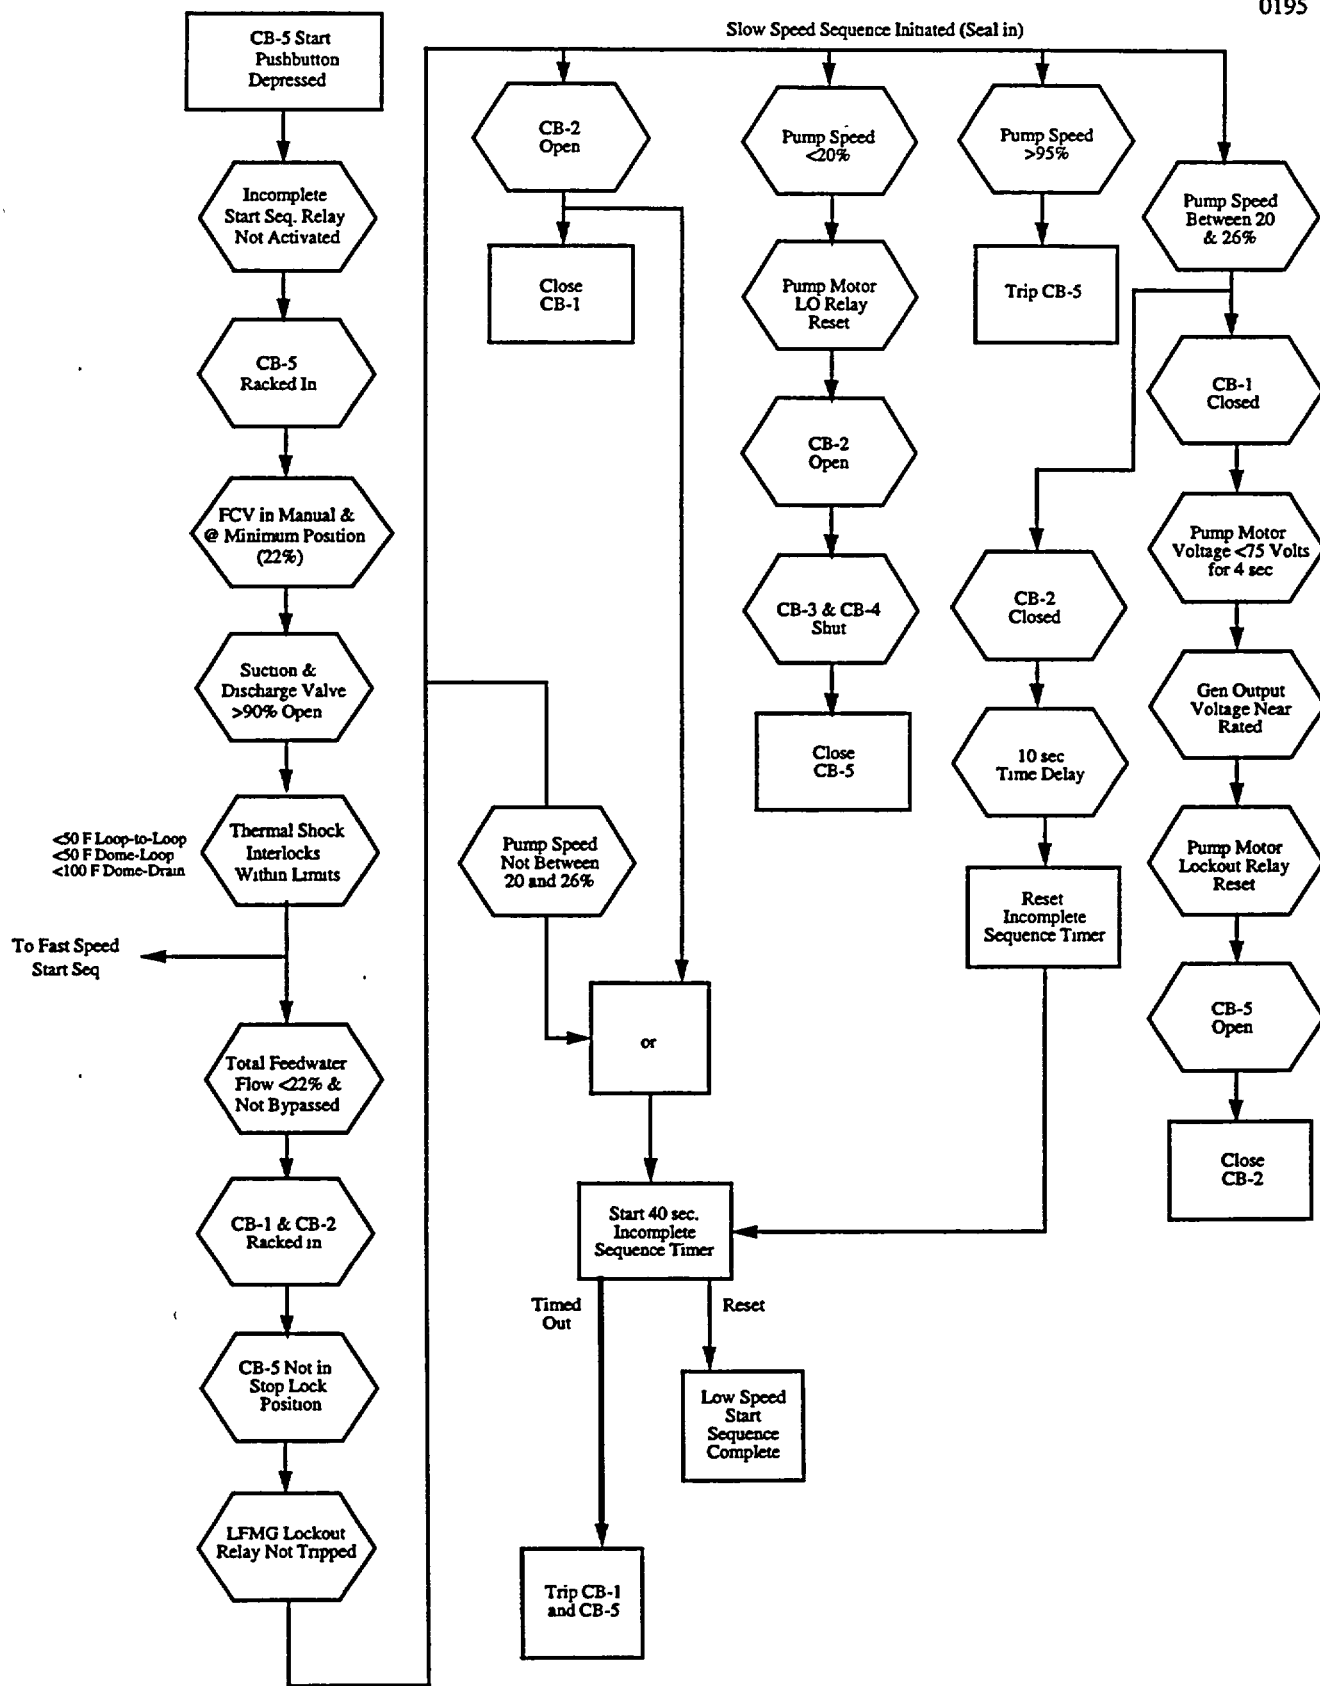 0195
Slow Speed Sequence Initiated (Seal in)
CB-5 Start
Pushbutton
Depressed
Incomplete
Start Seq. Relay
Not Activated
CB-5
Racked In
FCV in Manual &
@ Minimum Position
(22%)
Suction &
Discharge Valve
>90% Open
<50 F Loop-to-Loop
<50 F Dome-Loop
<100 F Dome-Drain
Thermal Shock
Interlocks
Within Limits
To Fast Speed
Start Seq
Total Feedwater
Flow <22% &
Not Bypassed
CB-1 & CB-2
Racked in
CB-5 Not in
Stop Lock
Position
LFMG Lockout
Relay Not Tripped
CB-2
Open
Close
CB-1
Pump Speed
Not Between
20 and 26%
or
Start 40 sec.
Incomplete
Sequence Timer
Timed
Out
Reset
Low Speed
Start
Sequence
Complete
Trip CB-1
and CB-5
Pump Speed
<20%
Pump Motor
LO Relay
Reset
CB-2
Open
CB-3 & CB-4
Shut
Close
CB-5
Pump Speed
>95%
Trip CB-5
CB-2
Closed
10 sec
Time Delay
Reset
Incomplete
Sequence Timer
Pump Speed
Between 20
& 26%
CB-1
Closed
Pump Motor
Voltage <75 Volts
for 4 sec
Gen Output
Voltage Near
Rated
Pump Motor
Lockout Relay
Reset
CB-5
Open
Close
CB-2